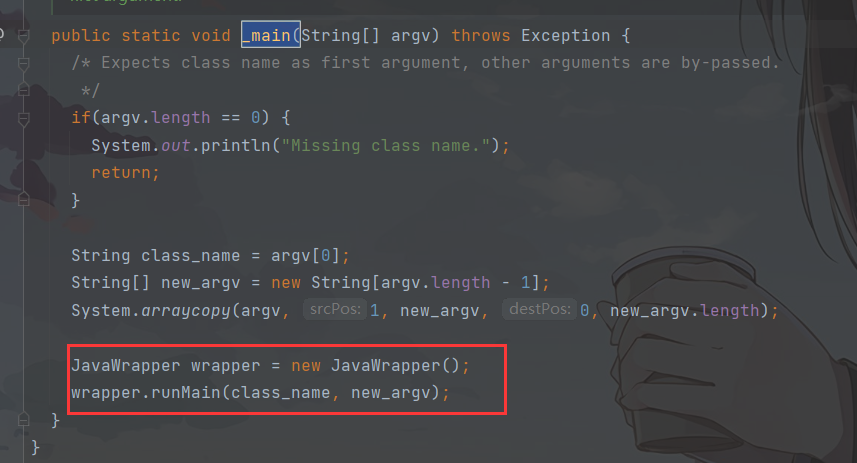 public static void _main(String[] argv) throws Exception {
/* Expects class name as first argument, other arguments are by-passed.
*/
if(argv.length == 0) {
System.out.println("Missing class name.");
return;
}
String class_name = argv[0];
String[] new_argv = new String[argv.length - 1];
System.arraycopy(argv, srcPos: 1, new_argv, destPos: 0, new_argv.length);
JavaWrapper wrapper = new JavaWrapper();
wrapper.runMain(class_name, new_argv);
}
}